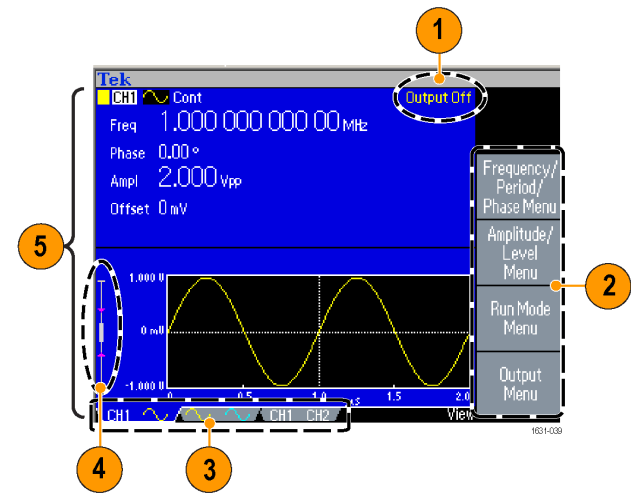 1
Tek
CH1 Cont
Output Off
Freq 1.000 000 000 00 MHz
Phase 0.00 °
Ampl 2.000 Vpp
Offset 0 mV
Frequency/
Period/
Phase Menu
Amplitude/
Level
Menu
Run Mode
Menu
Output
Menu
5
2
1.000 U
0 mU
-1.000 U
0 0.5 1.0 1.5 2.0
µs
CH1 CH1 CH2 View
1631-039
4
3